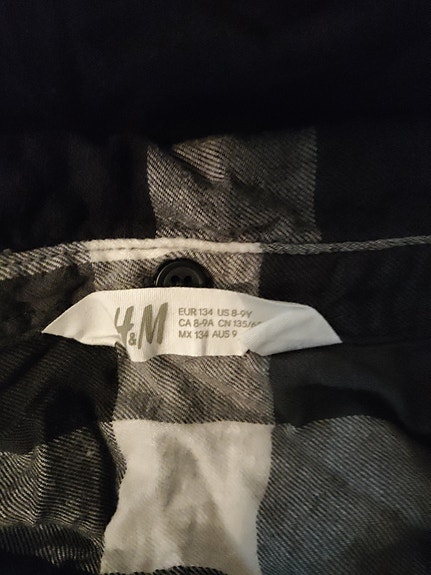 H&M
EUR 134 US 8-9Y
CA 8-9A CN 135/6
MX 134 AUS 9